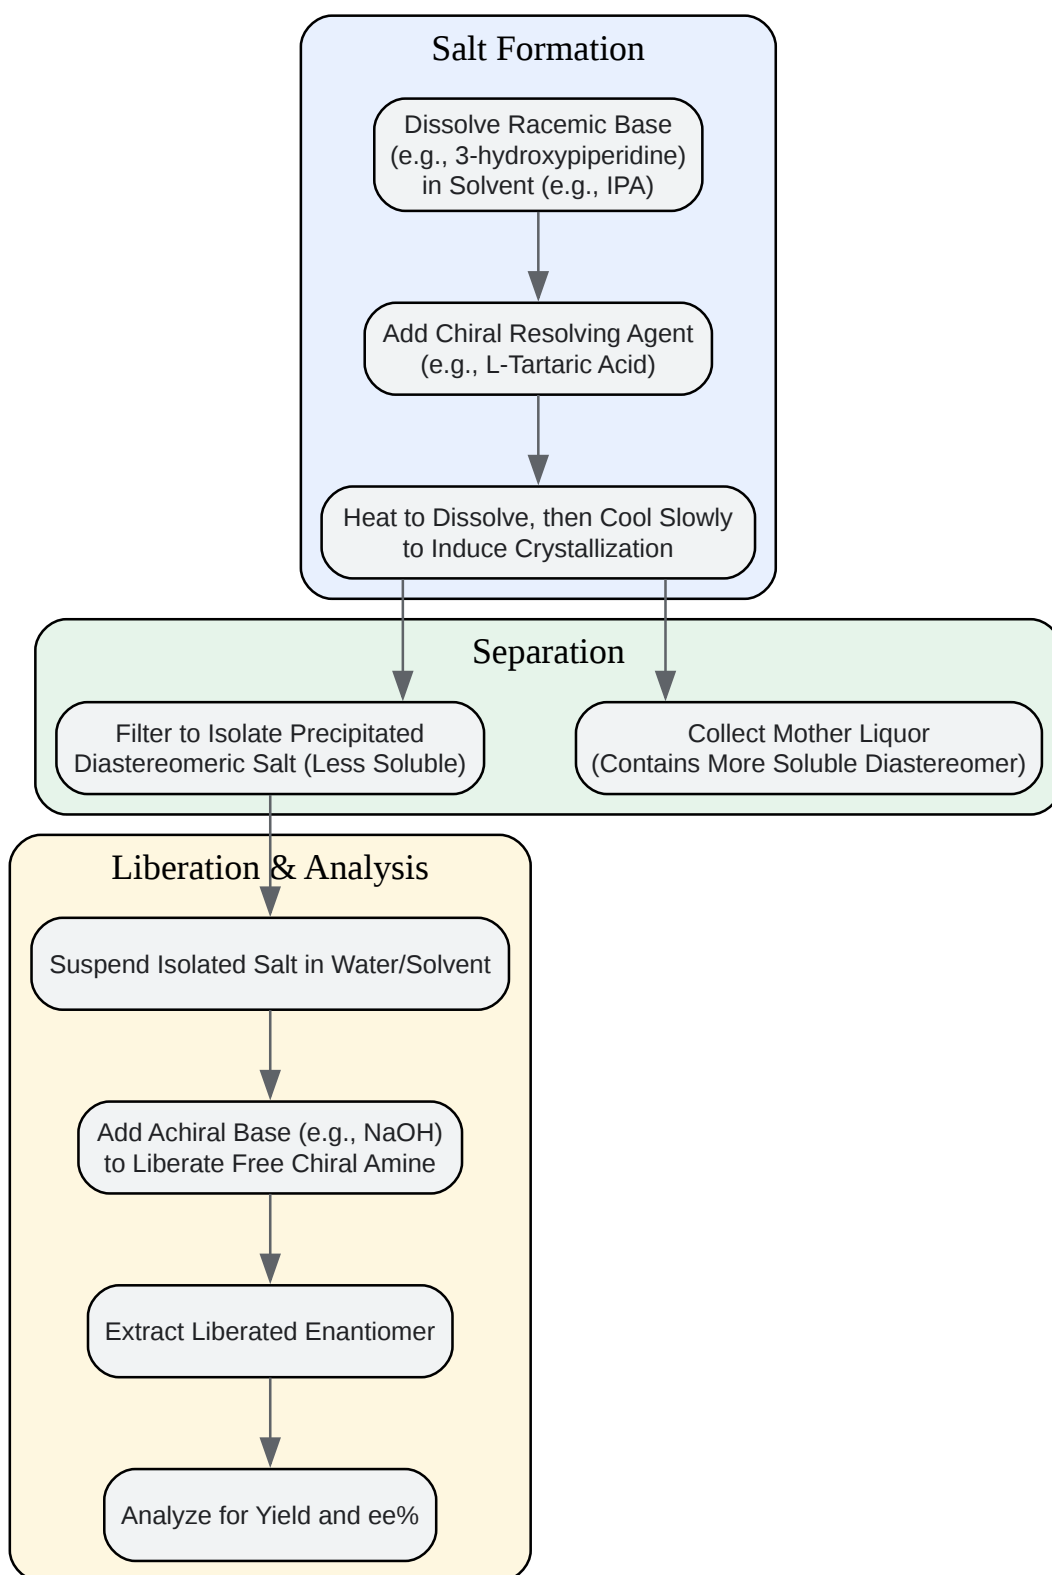 Salt Formation
Dissolve Racemic Base
(e.g., 3-hydroxypiperidine)
in Solvent (e.g., IPA)
Add Chiral Resolving Agent
(e.g., L-Tartaric Acid)
Heat to Dissolve, then Cool Slowly
to Induce Crystallization
Separation
Filter to Isolate Precipitated
Diastereomeric Salt (Less Soluble)
Collect Mother Liquor
(Contains More Soluble Diastereomer)
Liberation & Analysis
Suspend Isolated Salt in Water/Solvent
Add Achiral Base (e.g., NaOH)
to Liberate Free Chiral Amine
Extract Liberated Enantiomer
Analyze for Yield and ee%